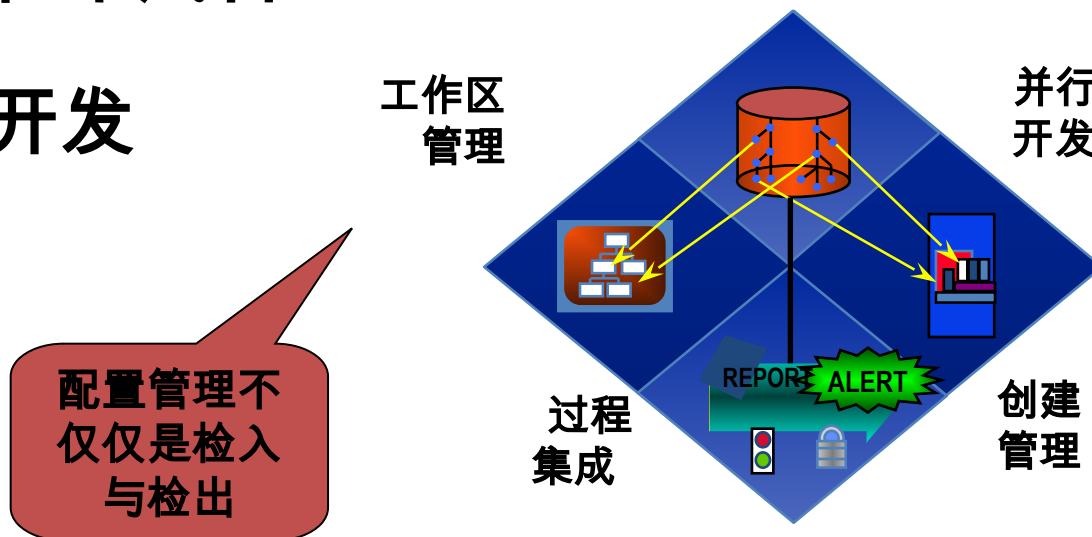 开发
工作区
管理
并行
开发
REPORT
ALERT
过程
集成
创建
管理
配置管理不
仅仅是检入
与检出